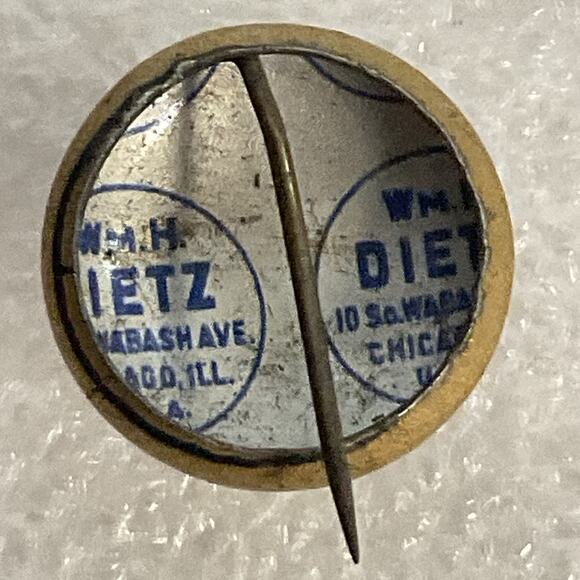 WM.H.
IETZ
WABASH AVE.
AGO, ILL.
A.
WM.
DIET
10 SO. WABA
CHICA
U